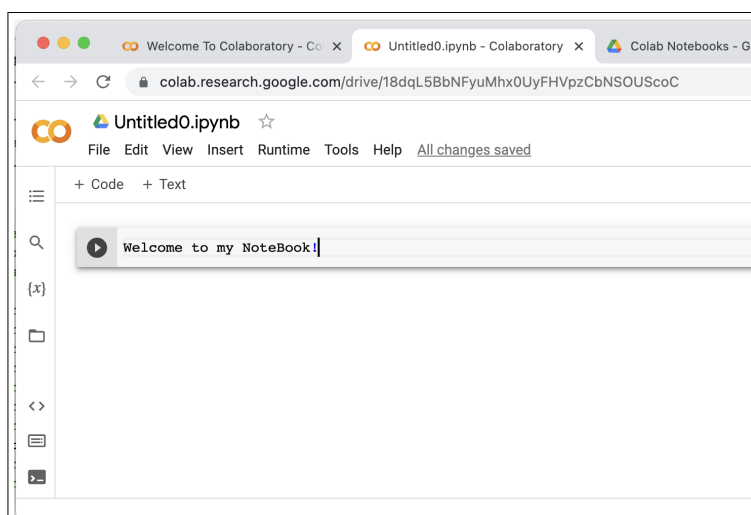 Welcome To Colaboratory - Co
Untitled0.ipynb - Colaboratory
Colab Notebooks - G
colab.research.google.com/drive/18dqL5BbNFyuMhx0UyFHVpzCbNSOUScoC
Untitled0.ipynb
File Edit View Insert Runtime Tools Help All changes saved
+ Code + Text
Welcome to my NoteBook!
{x}